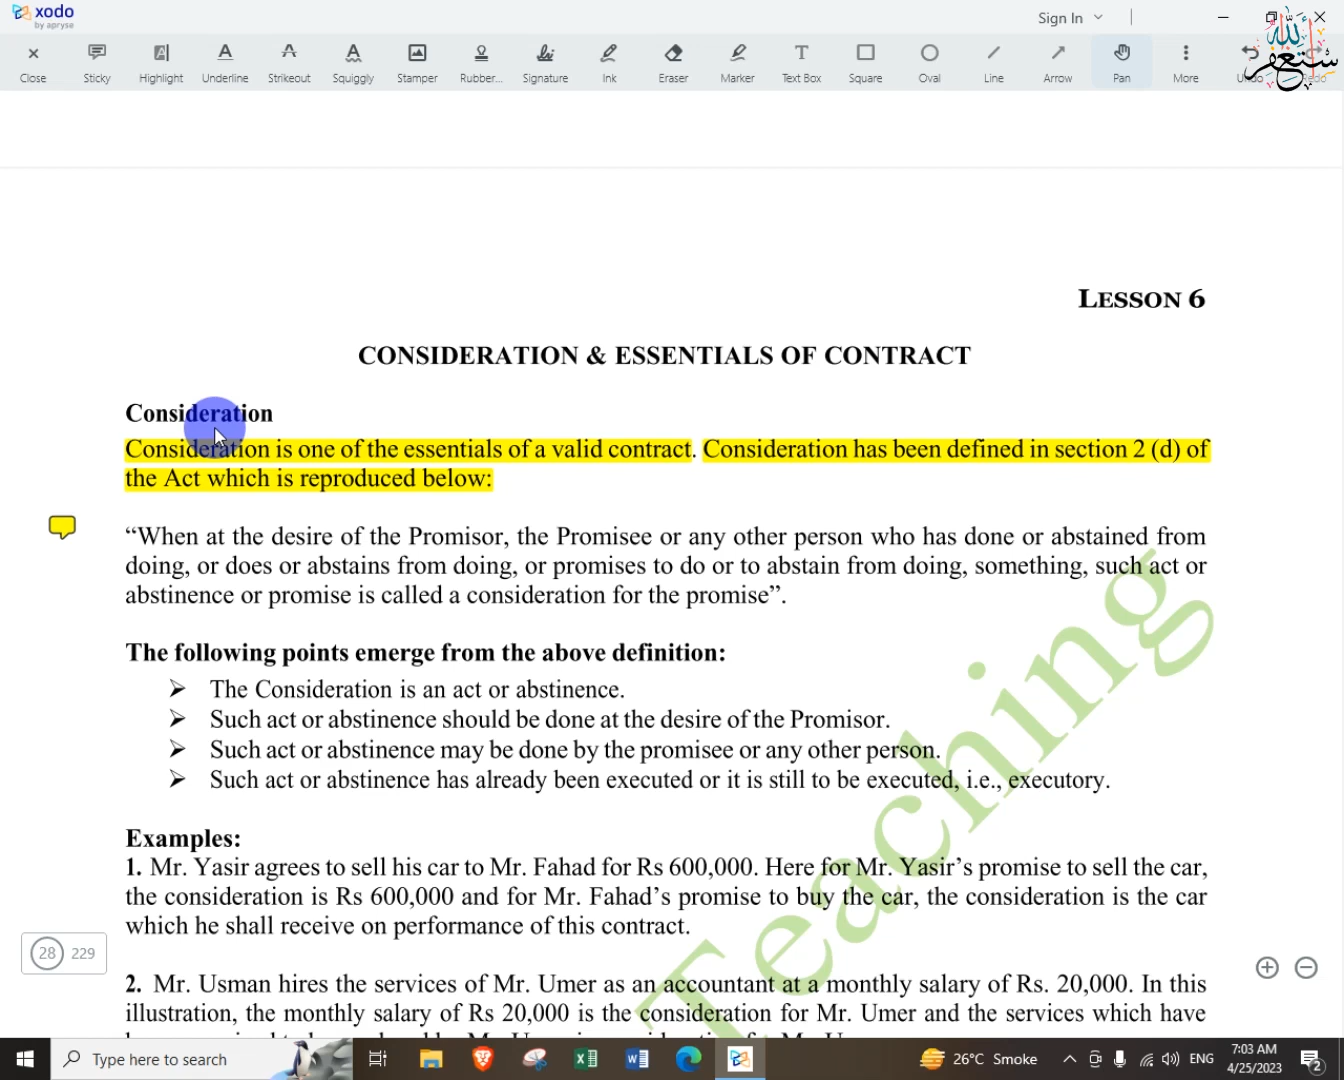 xodo
by apryse
Sign In
Close Sticky Highlight Underline Strikeout Squiggly Stamper Rubber... Signature Ink Eraser Marker Text Box Square Oval Line Arrow Pan More
LESSON 6
CONSIDERATION & ESSENTIALS OF CONTRACT
Consideration
Consideration is one of the essentials of a valid contract. Consideration has been defined in section 2 (d) of
the Act which is reproduced below:
“When at the desire of the Promisor, the Promisee or any other person who has done or abstained from
doing, or does or abstains from doing, or promises to do or to abstain from doing, something, such act or
abstinence or promise is called a consideration for the promise”.
The following points emerge from the above definition:
➢ The Consideration is an act or abstinence.
➢ Such act or abstinence should be done at the desire of the Promisor.
➢ Such act or abstinence may be done by the promisee or any other person.
➢ Such act or abstinence has already been executed or it is still to be executed, i.e., executory.
Examples:
1. Mr. Yasir agrees to sell his car to Mr. Fahad for Rs 600,000. Here for Mr. Yasir’s promise to sell the car,
the consideration is Rs 600,000 and for Mr. Fahad’s promise to buy the car, the consideration is the car
which he shall receive on performance of this contract.
28 229
2. Mr. Usman hires the services of Mr. Umer as an accountant at a monthly salary of Rs. 20,000. In this
illustration, the monthly salary of Rs 20,000 is the consideration for Mr. Umer and the services which have
Teaching
Type here to search
26°C Smoke
ENG
7:03 AM
4/25/2023
2